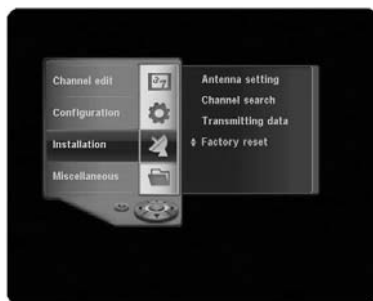 Channel edit
Configuration
Installation
Miscellaneous
Antenna setting
Channel search
Transmitting data
Factory reset